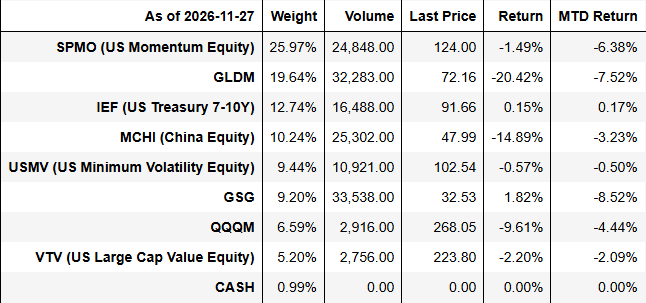 As of 2026-11-27 Weight Volume Last Price Return MTD Return
SPMO (US Momentum Equity) 25.97% 24,848.00 124.00 -1.49% -6.38%
GLDM 19.64% 32,283.00 72.16 -20.42% -7.52%
IEF (US Treasury 7-10Y) 12.74% 16,488.00 91.66 0.15% 0.17%
MCHI (China Equity) 10.24% 25,302.00 47.99 -14.89% -3.23%
USMV (US Minimum Volatility Equity) 9.44% 10,921.00 102.54 -0.57% -0.50%
GSG 9.20% 33,538.00 32.53 1.82% -8.52%
QQQM 6.59% 2,916.00 268.05 -9.61% -4.44%
VTV (US Large Cap Value Equity) 5.20% 2,756.00 223.80 -2.20% -2.09%
CASH 0.99% 0.00 0.00 0.00% 0.00%